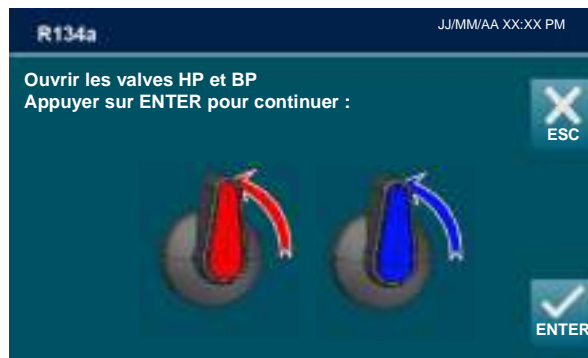 R134a
JJ/MM/AA XX:XX PM
Ouvrir les valves HP et BP
Appuyer sur ENTER pour continuer :
ESC
ENTER